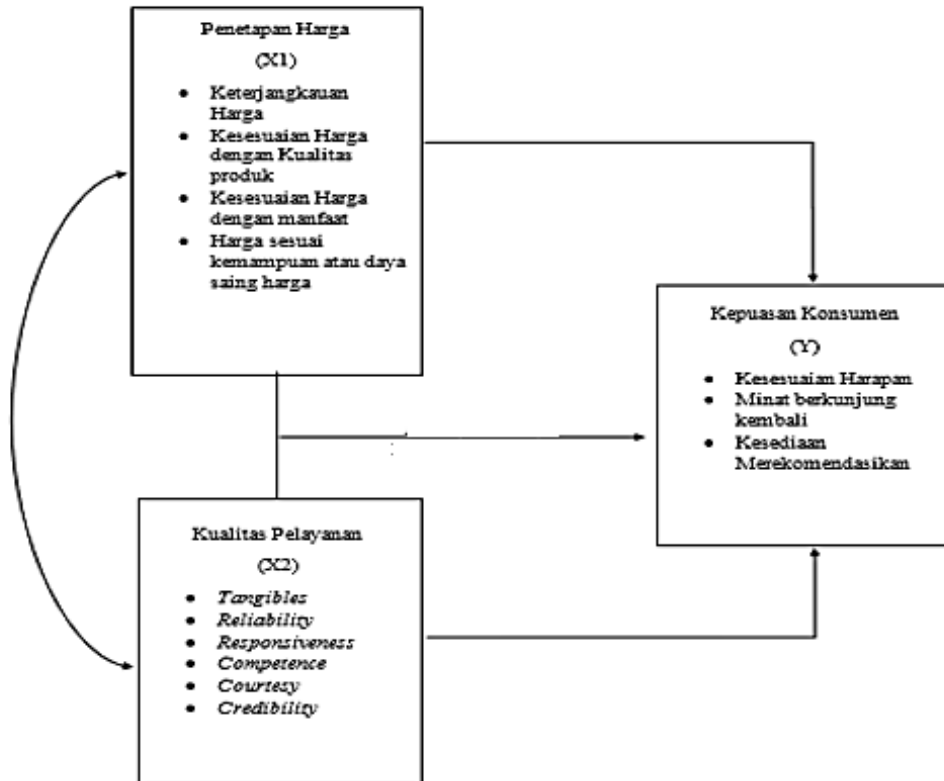 Penetapan Harga
(X1)
• Keterjangkauan
Harga
• Kesesuaian Harga
dengan Kualitas
produk
• Kesesuaian Harga
dengan manfaat
• Harga sesuai
kemampuan atau daya
saing harga
Kepuasan Konsumen
(Y)
• Kesesuaian Harapan
• Minat berkunjung
kembali
• Kesediaan
Merekomendasikan
Kualitas Pelayanan
(X2)
• Tangibles
• Reliability
• Responsiveness
• Competence
• Courtesy
• Credibility